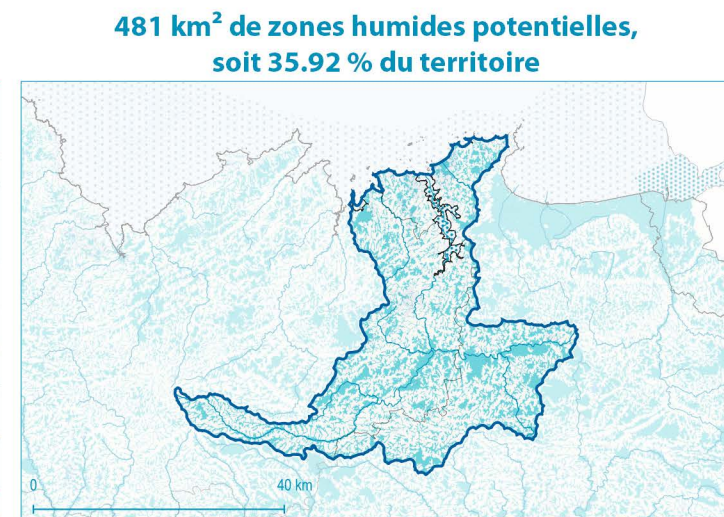 481 km² de zones humides potentielles,
soit 35.92 % du territoire
0
40 km